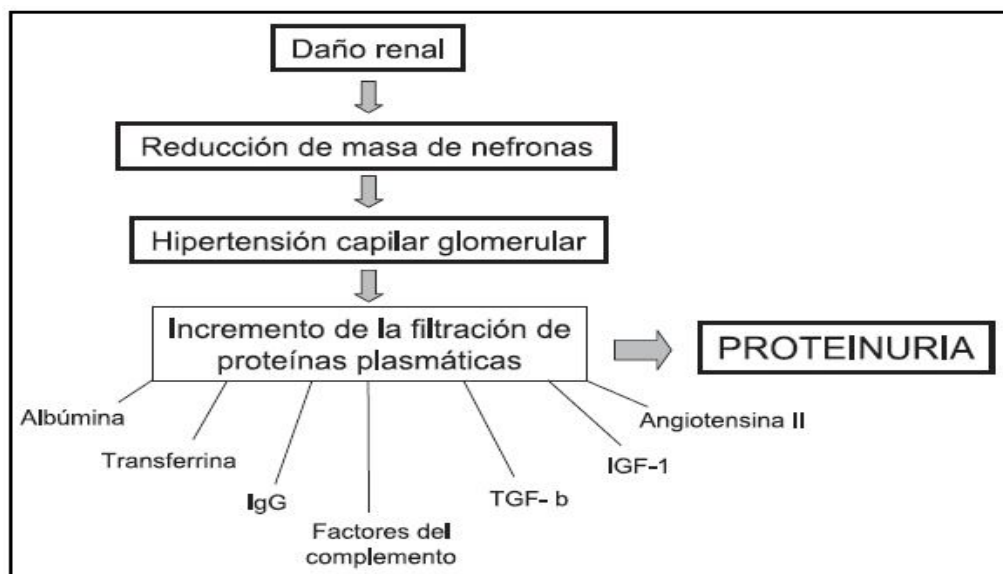 Daño renal
Reducción de masa de nefronas
Hipertensión capilar glomerular
Incremento de la filtración de
proteínas plasmáticas
PROTEINURIA
Albúmina
Transferrina
IgG
Factores del
complemento
TGF- b
IGF-1
Angiotensina II